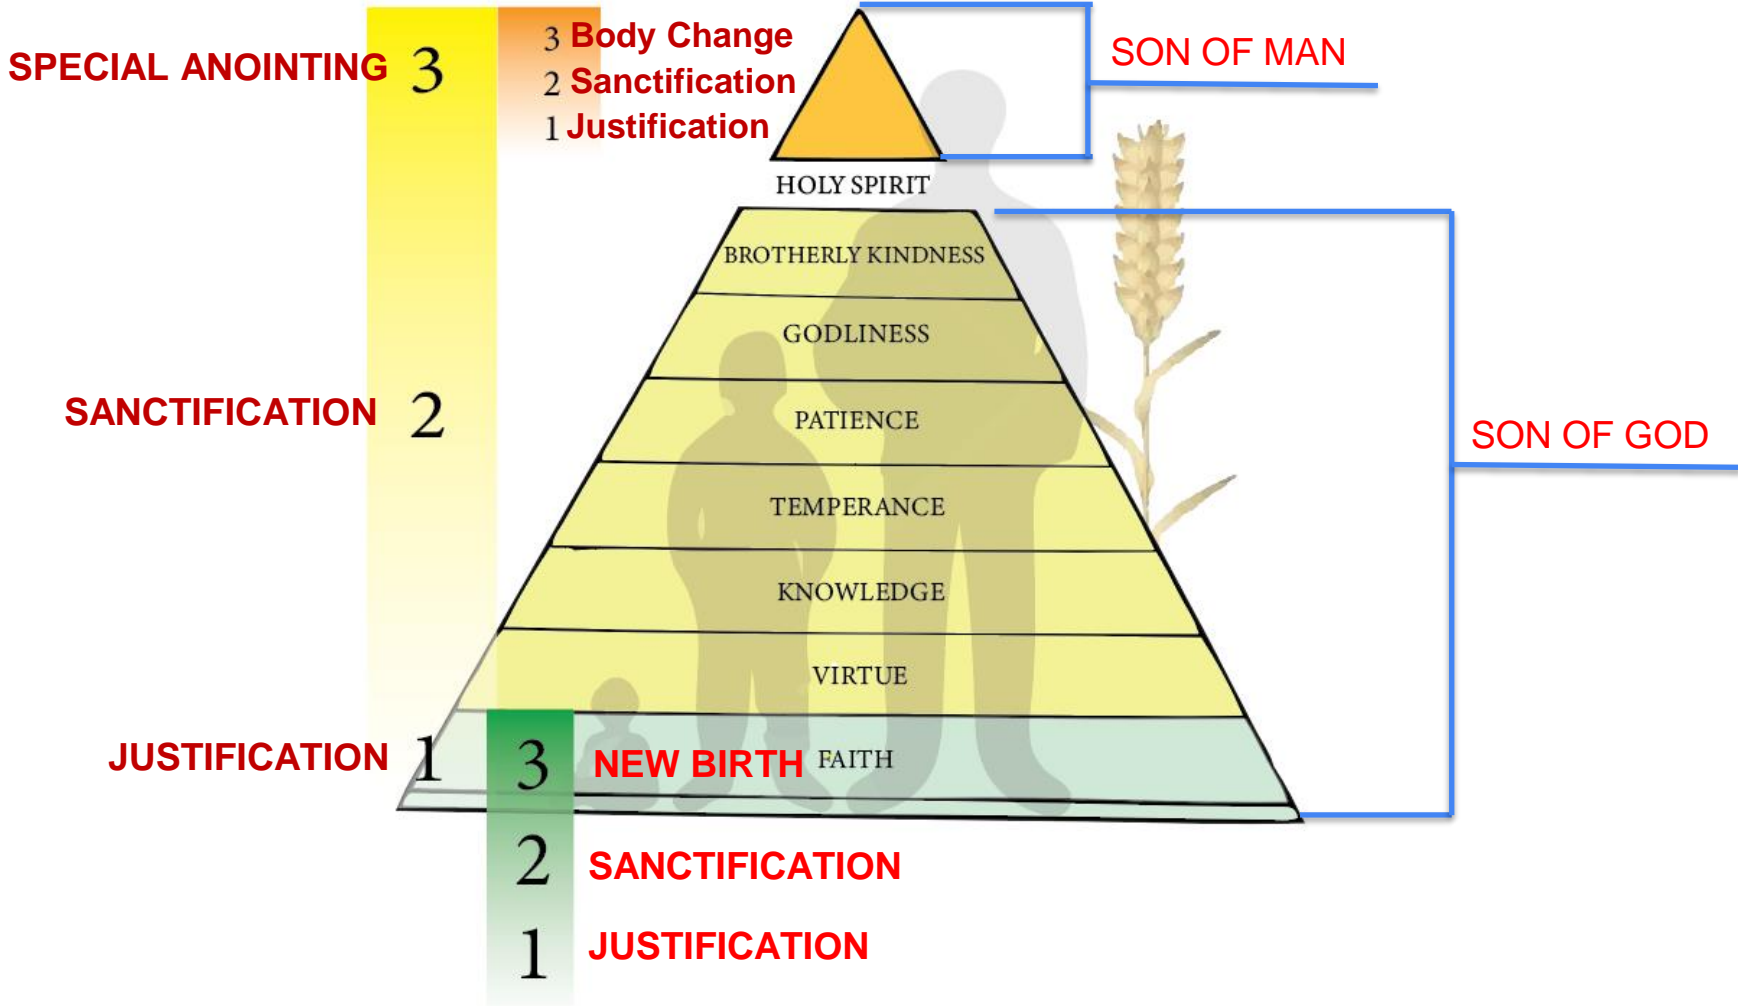 3 Body Change
SON OF MAN
SPECIAL ANOINTING 3
2 Sanctification
1 Justification
HOLY SPIRIT
BROTHERLY KINDNESS
GODLINESS
SANCTIFICATION 2
PATIENCE
SON OF GOD
TEMPERANCE
KNOWLEDGE
VIRTUE
JUSTIFICATION 1
3 NEW BIRTH
FAITH
2 SANCTIFICATION
1 JUSTIFICATION